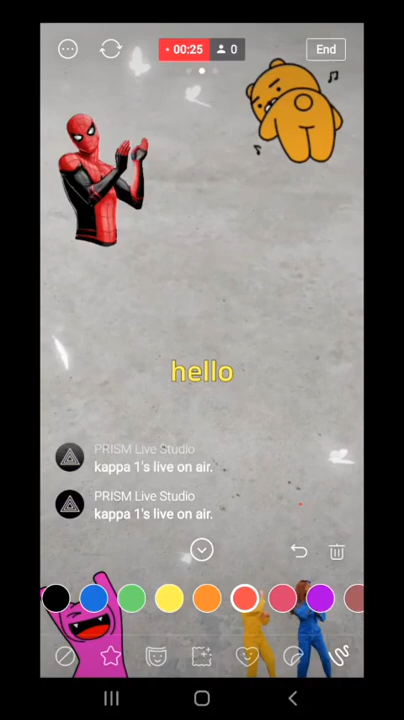 00:25
0
End
hello
PRISM Live Studio
kappa 1's live on air.
PRISM Live Studio
kappa 1's live on air.